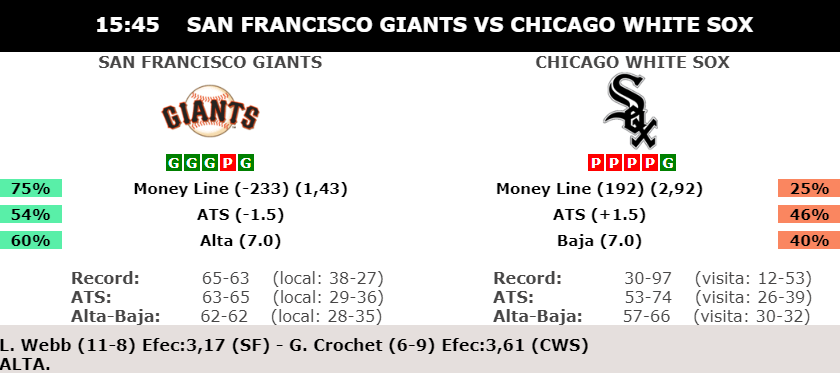 15:45 SAN FRANCISCO GIANTS VS CHICAGO WHITE SOX
SAN FRANCISCO GIANTS CHICAGO WHITE SOX
GIANTS Sox
G G G P G P P P P G
75% Money Line (-233) (1,43) Money Line (192) (2,92) 25%
54% ATS (-1.5) ATS (+1.5) 46%
60% Alta (7.0) Baja (7.0) 40%
Record: 65-63 (local: 38-27) Record: 30-97 (visita: 12-53)
ATS: 63-65 (local: 29-36) ATS: 53-74 (visita: 26-39)
Alta-Baja: 62-62 (local: 28-35) Alta-Baja: 57-66 (visita: 30-32)
L. Webb (11-8) Efec:3,17 (SF) - G. Crochet (6-9) Efec:3,61 (CWS)
ALTA.